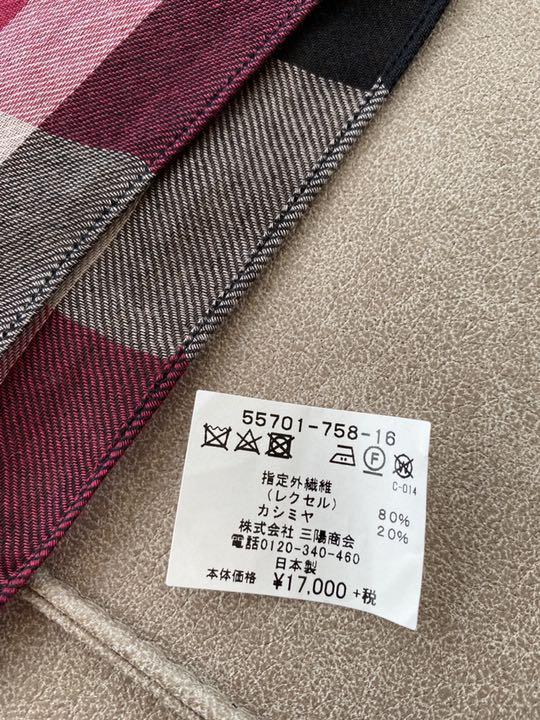 55701-758-16
F W
C-014
指定外繊維
(レクセル) 80%
カシミヤ 20%
株式会社 三陽商会
電話0120-340-460
日本製
本体価格 ¥17,000 +税